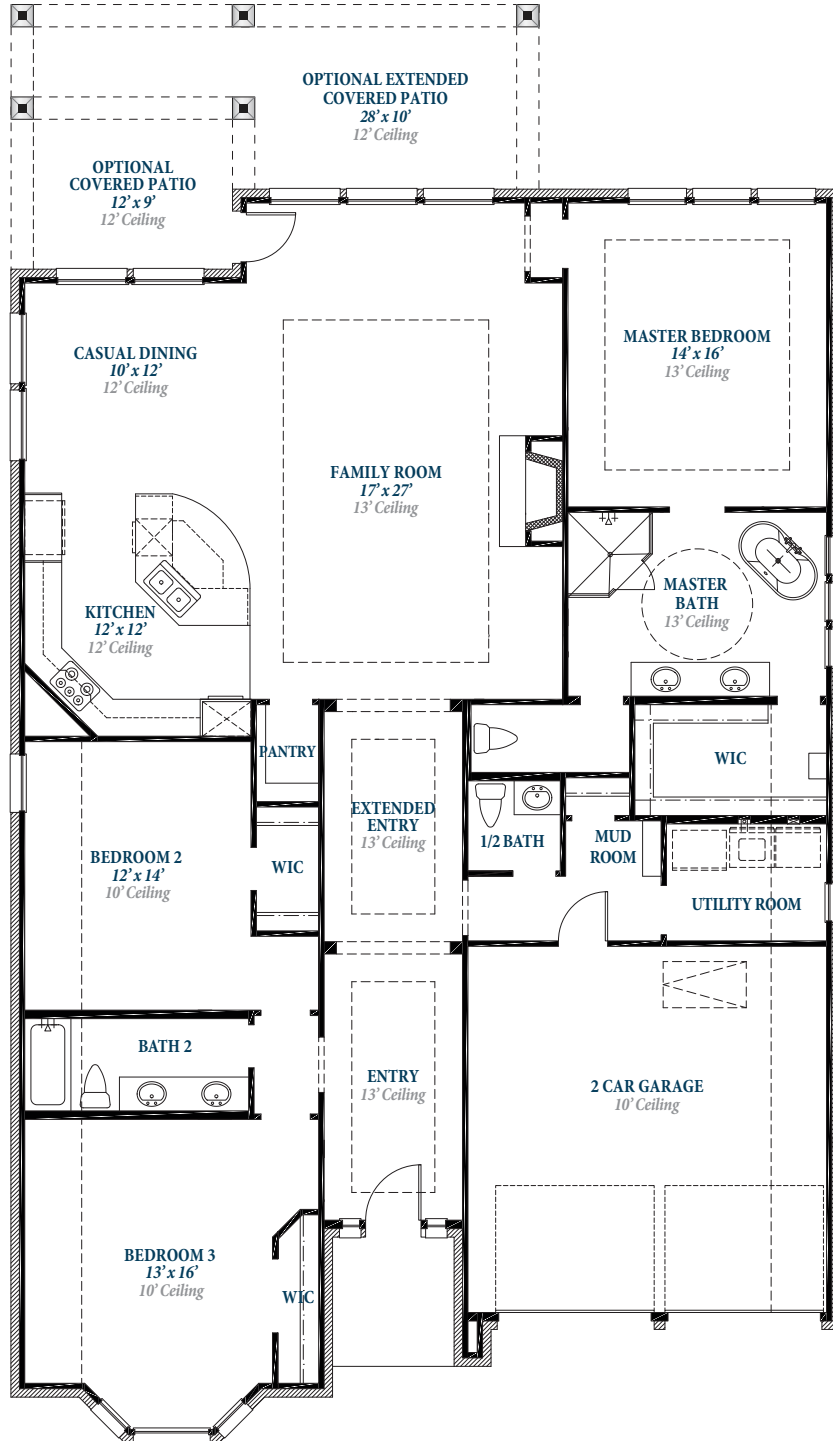 OPTIONAL EXTENDED
COVERED PATIO
28' x 10'
12' Ceiling
OPTIONAL
COVERED PATIO
12' x 9'
12' Ceiling
CASUAL DINING
10' x 12'
12' Ceiling
MASTER BEDROOM
14' x 16'
13' Ceiling
FAMILY ROOM
17' x 27'
13' Ceiling
KITCHEN
12' x 12'
12' Ceiling
MASTER
BATH
13' Ceiling
PANTRY
WIC
EXTENDED
ENTRY
13' Ceiling
1/2 BATH
MUD
ROOM
BEDROOM 2
12' x 14'
10' Ceiling
WIC
UTILITY ROOM
BATH 2
ENTRY
13' Ceiling
2 CAR GARAGE
10' Ceiling
BEDROOM 3
13' x 16'
10' Ceiling
WIC